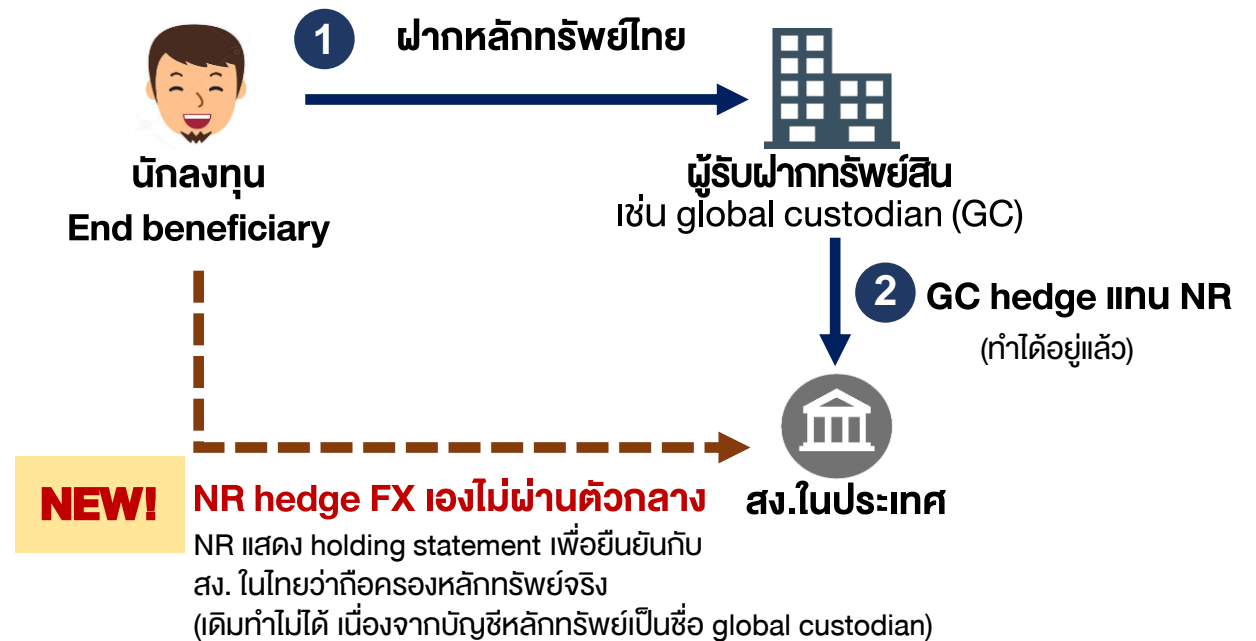 1 ฝากหลักทรัพย์ไทย
นักลงทุน
End beneficiary
ผู้รับฝากทรัพย์สิน
เช่น global custodian (GC)
2 GC hedge แทน NR
(ทำได้อยู่แล้ว)
สง.ในประเทศ
NEW!
NR hedge FX เองไม่ผ่านตัวกลาง
NR แสดง holding statement เพื่อยืนยันกับ
สง. ในไทยว่าถือครองหลักทรัพย์จริง
(เดิมทำไม่ได้ เนื่องจากบัญชีหลักทรัพย์เป็นชื่อ global custodian)